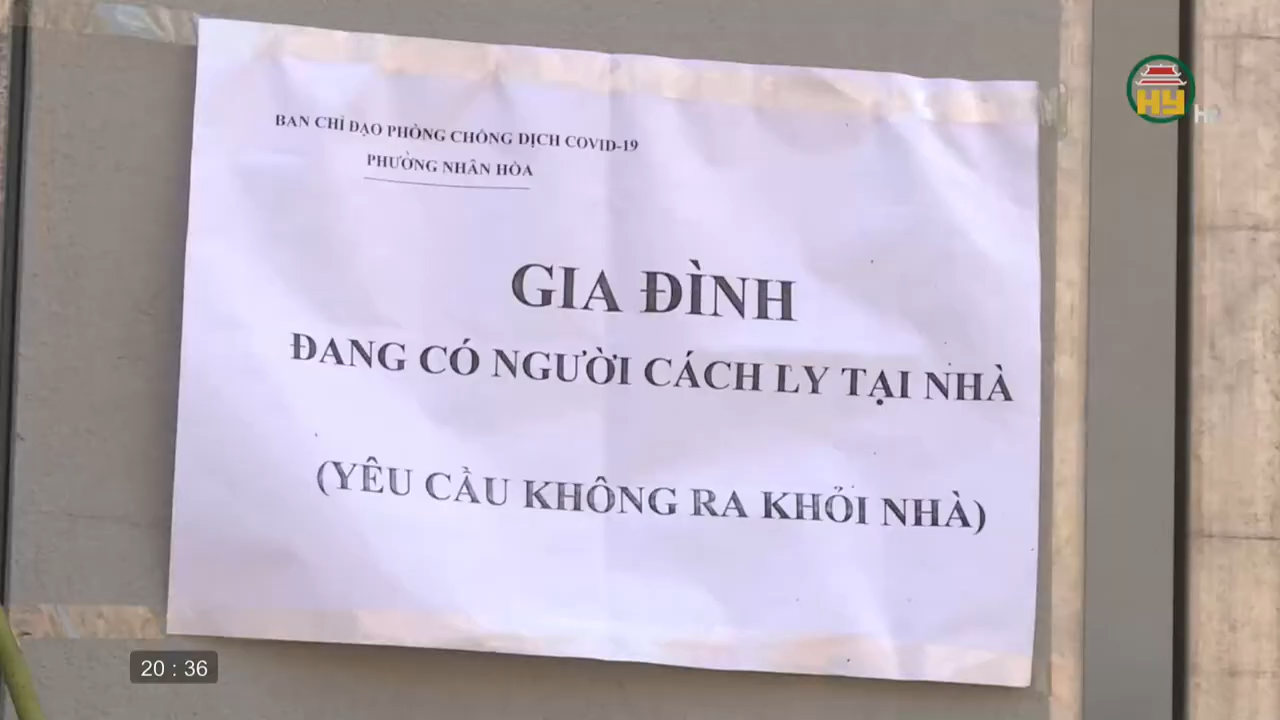 BAN CHỈ ĐẠO PHÒNG CHỐNG DỊCH COVID-19
PHƯỜNG NHÂN HÒA
GIA ĐÌNH
ĐANG CÓ NGƯỜI CÁCH LY TẠI NHÀ
(YÊU CẦU KHÔNG RA KHỎI NHÀ)
HY
20 : 36